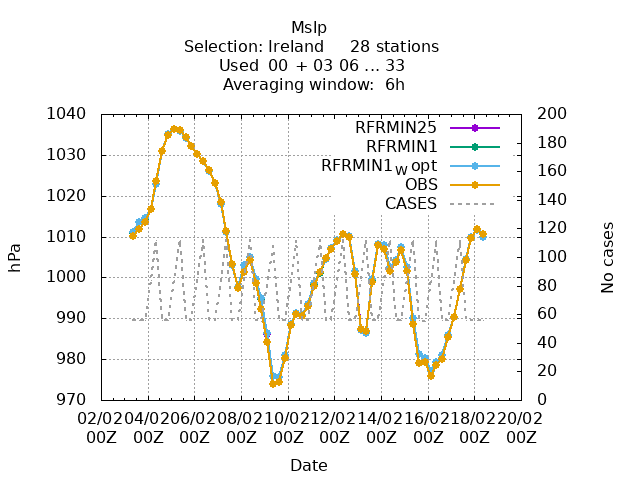 Mslp
Selection: Ireland 28 stations
Used 00 + 03 06 ... 33
Averaging window: 6h
1040
1030
1020
1010
1000
990
980
970
hPa
200
180
160
140
120
100
80
60
40
20
0
No cases
RFRMIN25
RFRMIN1
RFRMIN1w opt
OBS
CASES
02/02 04/02 06/02 08/02 10/02 12/02 14/02 16/02 18/02 20/02
00Z 00Z 00Z 00Z 00Z 00Z 00Z 00Z 00Z 00Z
Date